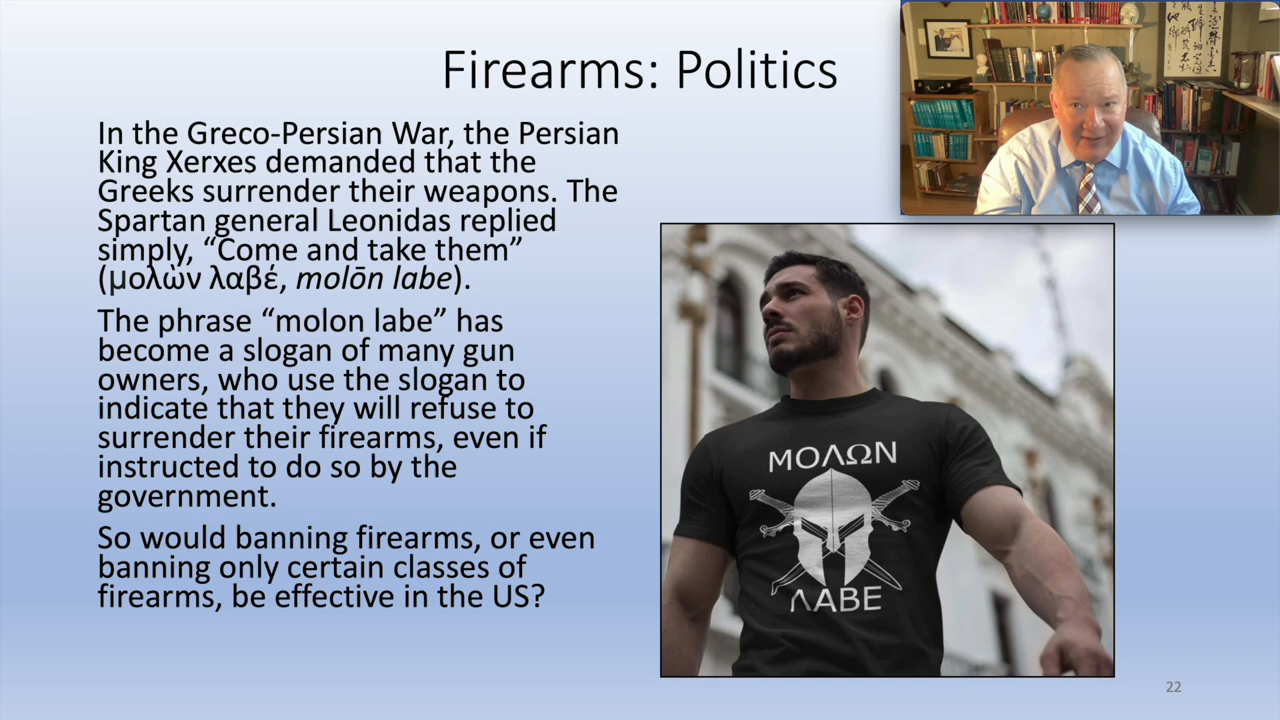 Firearms: Politics
In the Greco-Persian War, the Persian
King Xerxes demanded that the
Greeks surrender their weapons. The
Spartan general Leonidas replied
simply, “Come and take them”
(μολὼν λαβέ, molōn labe).
The phrase “molon labe” has
become a slogan of many gun
owners, who use the slogan to
indicate that they will refuse to
surrender their firearms, even if
instructed to do so by the
government.
So would banning firearms, or even
banning only certain classes of
firearms, be effective in the US?
ΜΟΛΩΝ
ΛΑΒΕ
22